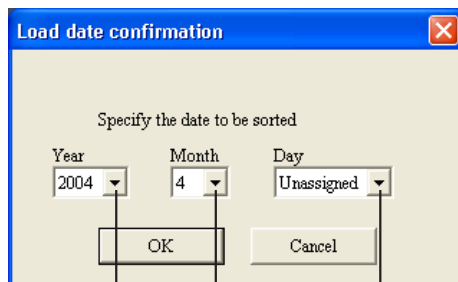 Load date confirmation
Specify the date to be sorted
Year Month Day
2004 4 Unassigned
OK Cancel